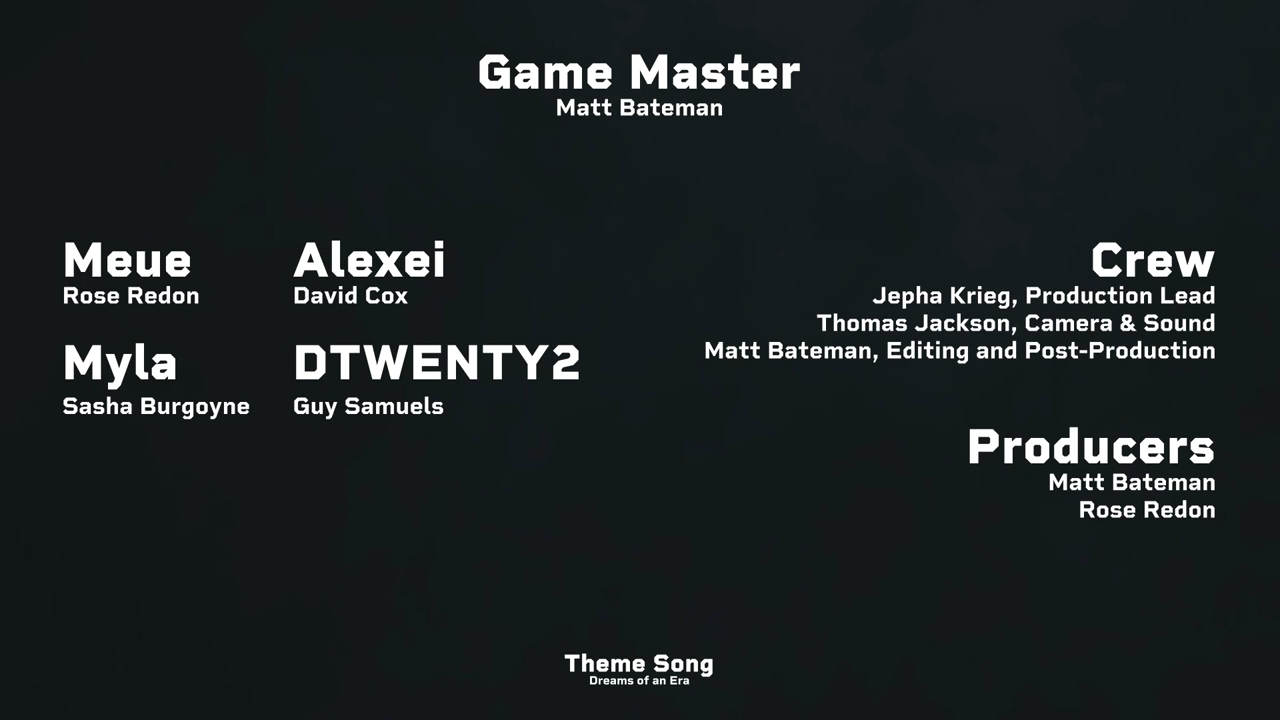 Game Master
Matt Bateman
Meue
Rose Redon
Alexei
David Cox
Myla
Sasha Burgoyne
DTWENTY2
Guy Samuels
Crew
Jepha Krieg, Production Lead
Thomas Jackson, Camera & Sound
Matt Bateman, Editing and Post-Production
Producers
Matt Bateman
Rose Redon
Theme Song
Dreams of an Era